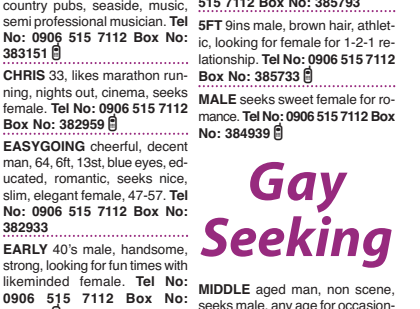 country pubs, seaside, music,
semi professional musician. Tel
No: 0906 515 7112 Box No:
383151
CHRIS 33, likes marathon run-
ning, nights out, cinema, seeks
female. Tel No: 0906 515 7112
Box No: 382959
EASYGOING cheerful, decent
man, 64, 6ft, 13st, blue eyes, ed-
ucated, romantic, seeks nice,
slim, elegant female, 47-57. Tel
No: 0906 515 7112 Box No:
382933
EARLY 40's male, handsome,
strong, looking for fun times with
likeminded female. Tel No:
0906 515 7112 Box No:
515 7112 Box No: 385793
5FT 9ins male, brown hair, athlet-
ic, looking for female for 1-2-1 re-
lationship. Tel No: 0906 515 7112
Box No: 385733
MALE seeks sweet female for ro-
mance. Tel No: 0906 515 7112 Box
No: 384939
Gay
Seeking
MIDDLE aged man, non scene,
seeks male, any age for occasion-